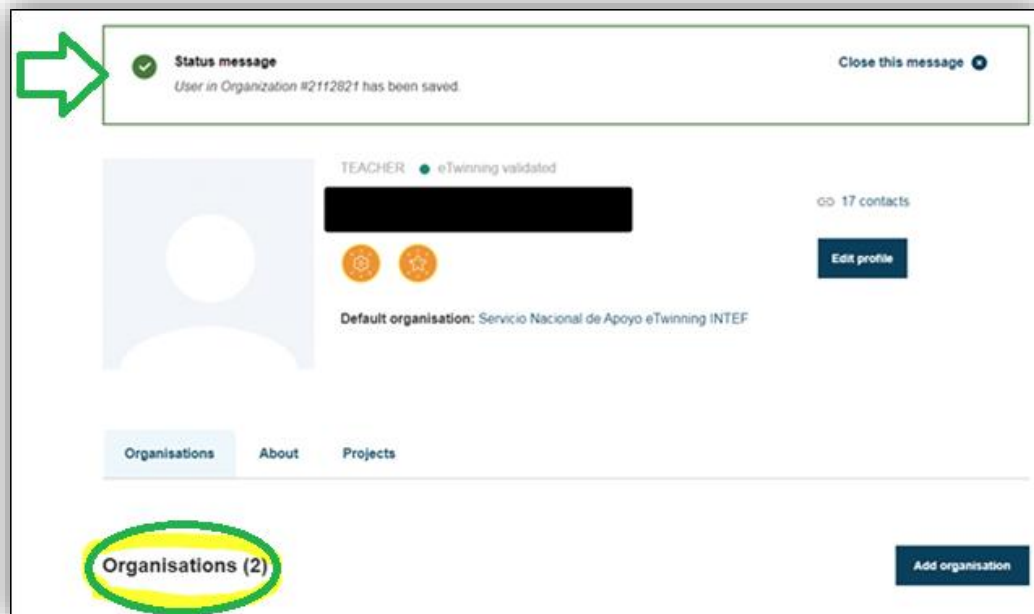 Status message
Close this message
User in Organization #2112821 has been saved.
TEACHER eTwinning validated
17 contacts
Edit profile
Default organisation: Servicio Nacional de Apoyo eTwinning INTEF
Organisations About Projects
Organisations (2)
Add organisation